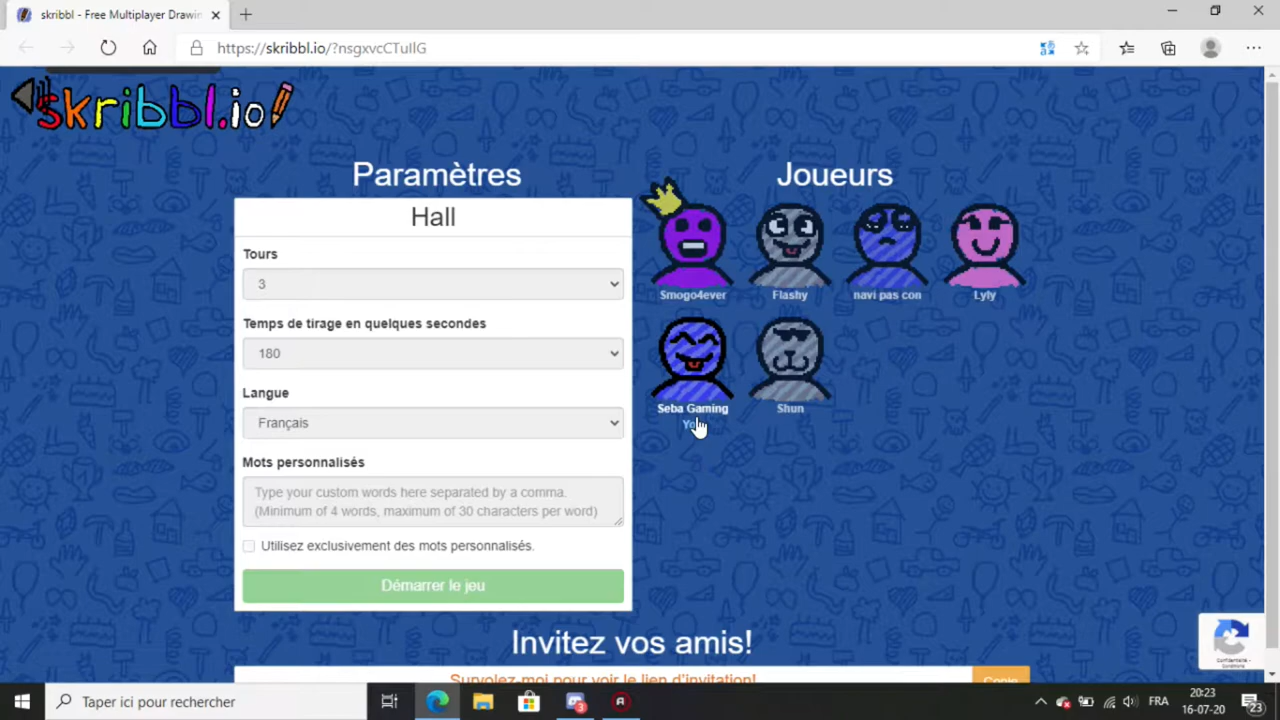 skribbl - Free Multiplayer Drawin
https://skribbl.io/?nsgxvcCTuIlG
skribbl.io
Paramètres
Joueurs
Hall
Tours
3
Temps de tirage en quelques secondes
180
Langue
Français
Mots personnalisés
Type your custom words here separated by a comma.
(Minimum of 4 words, maximum of 30 characters per word)
Utilisez exclusivement des mots personnalisés.
Démarrer le jeu
Smogo4ever
Flashy
navi pas con
Lyly
Seba Gaming
Shun
Invitez vos amis!
Survolez-moi pour voir le lien d'invitation!
Copie
Confidentialité - Conditions
Taper ici pour rechercher
3
FRA
20:23
16-07-20
23